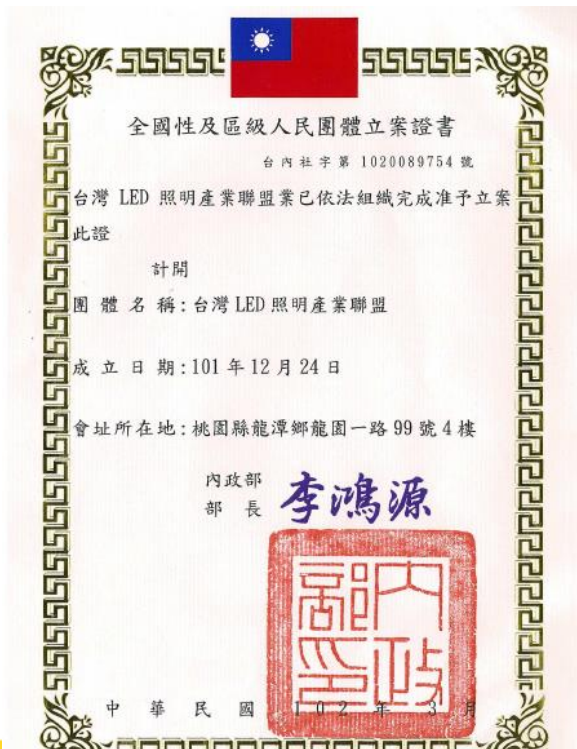 全國性及區級人民團體立案證書
台內社字第 1020089754 號
台灣 LED 照明產業聯盟業已依法組織完成准予立案
此證
計開
團 體 名 稱:台灣 LED 照明產業聯盟
成 立 日 期:101 年 12 月 24 日
會址所在地:桃園縣龍潭鄉龍園一路 99 號 4 樓
內政部
部 長 李鴻源
內政部印
中 華 民 國 102 年 3 月